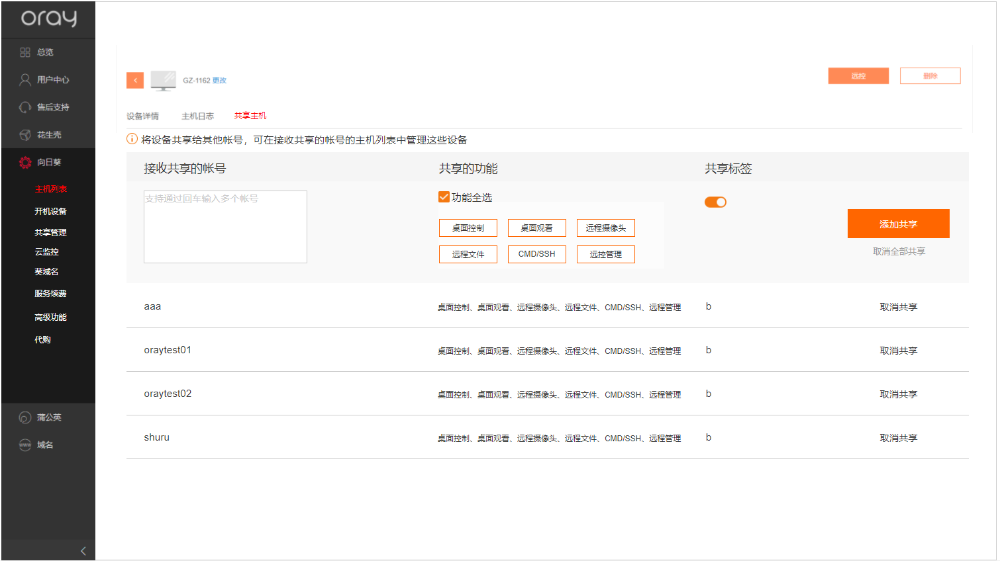 oray
总览
用户中心
售后支持
花生壳
向日葵
主机列表
开机设备
共享管理
云监控
葵域名
服务续费
高级功能
代购
蒲公英
www 域名
GZ-1162 更改
远控 删除
设备详情 主机日志 共享主机
将设备共享给其他帐号，可在接收共享的帐号的主机列表中管理这些设备
接收共享的帐号 共享的功能 共享标签
支持通过回车输入多个帐号
功能全选
桌面控制 桌面观看 远程摄像头
远程文件 CMD/SSH 远控管理
添加共享
取消全部共享
aaa 桌面控制、桌面观看、远程摄像头、远程文件、CMD/SSH、远程管理 b 取消共享
oraytest01 桌面控制、桌面观看、远程摄像头、远程文件、CMD/SSH、远程管理 b 取消共享
oraytest02 桌面控制、桌面观看、远程摄像头、远程文件、CMD/SSH、远程管理 b 取消共享
shuru 桌面控制、桌面观看、远程摄像头、远程文件、CMD/SSH、远程管理 b 取消共享